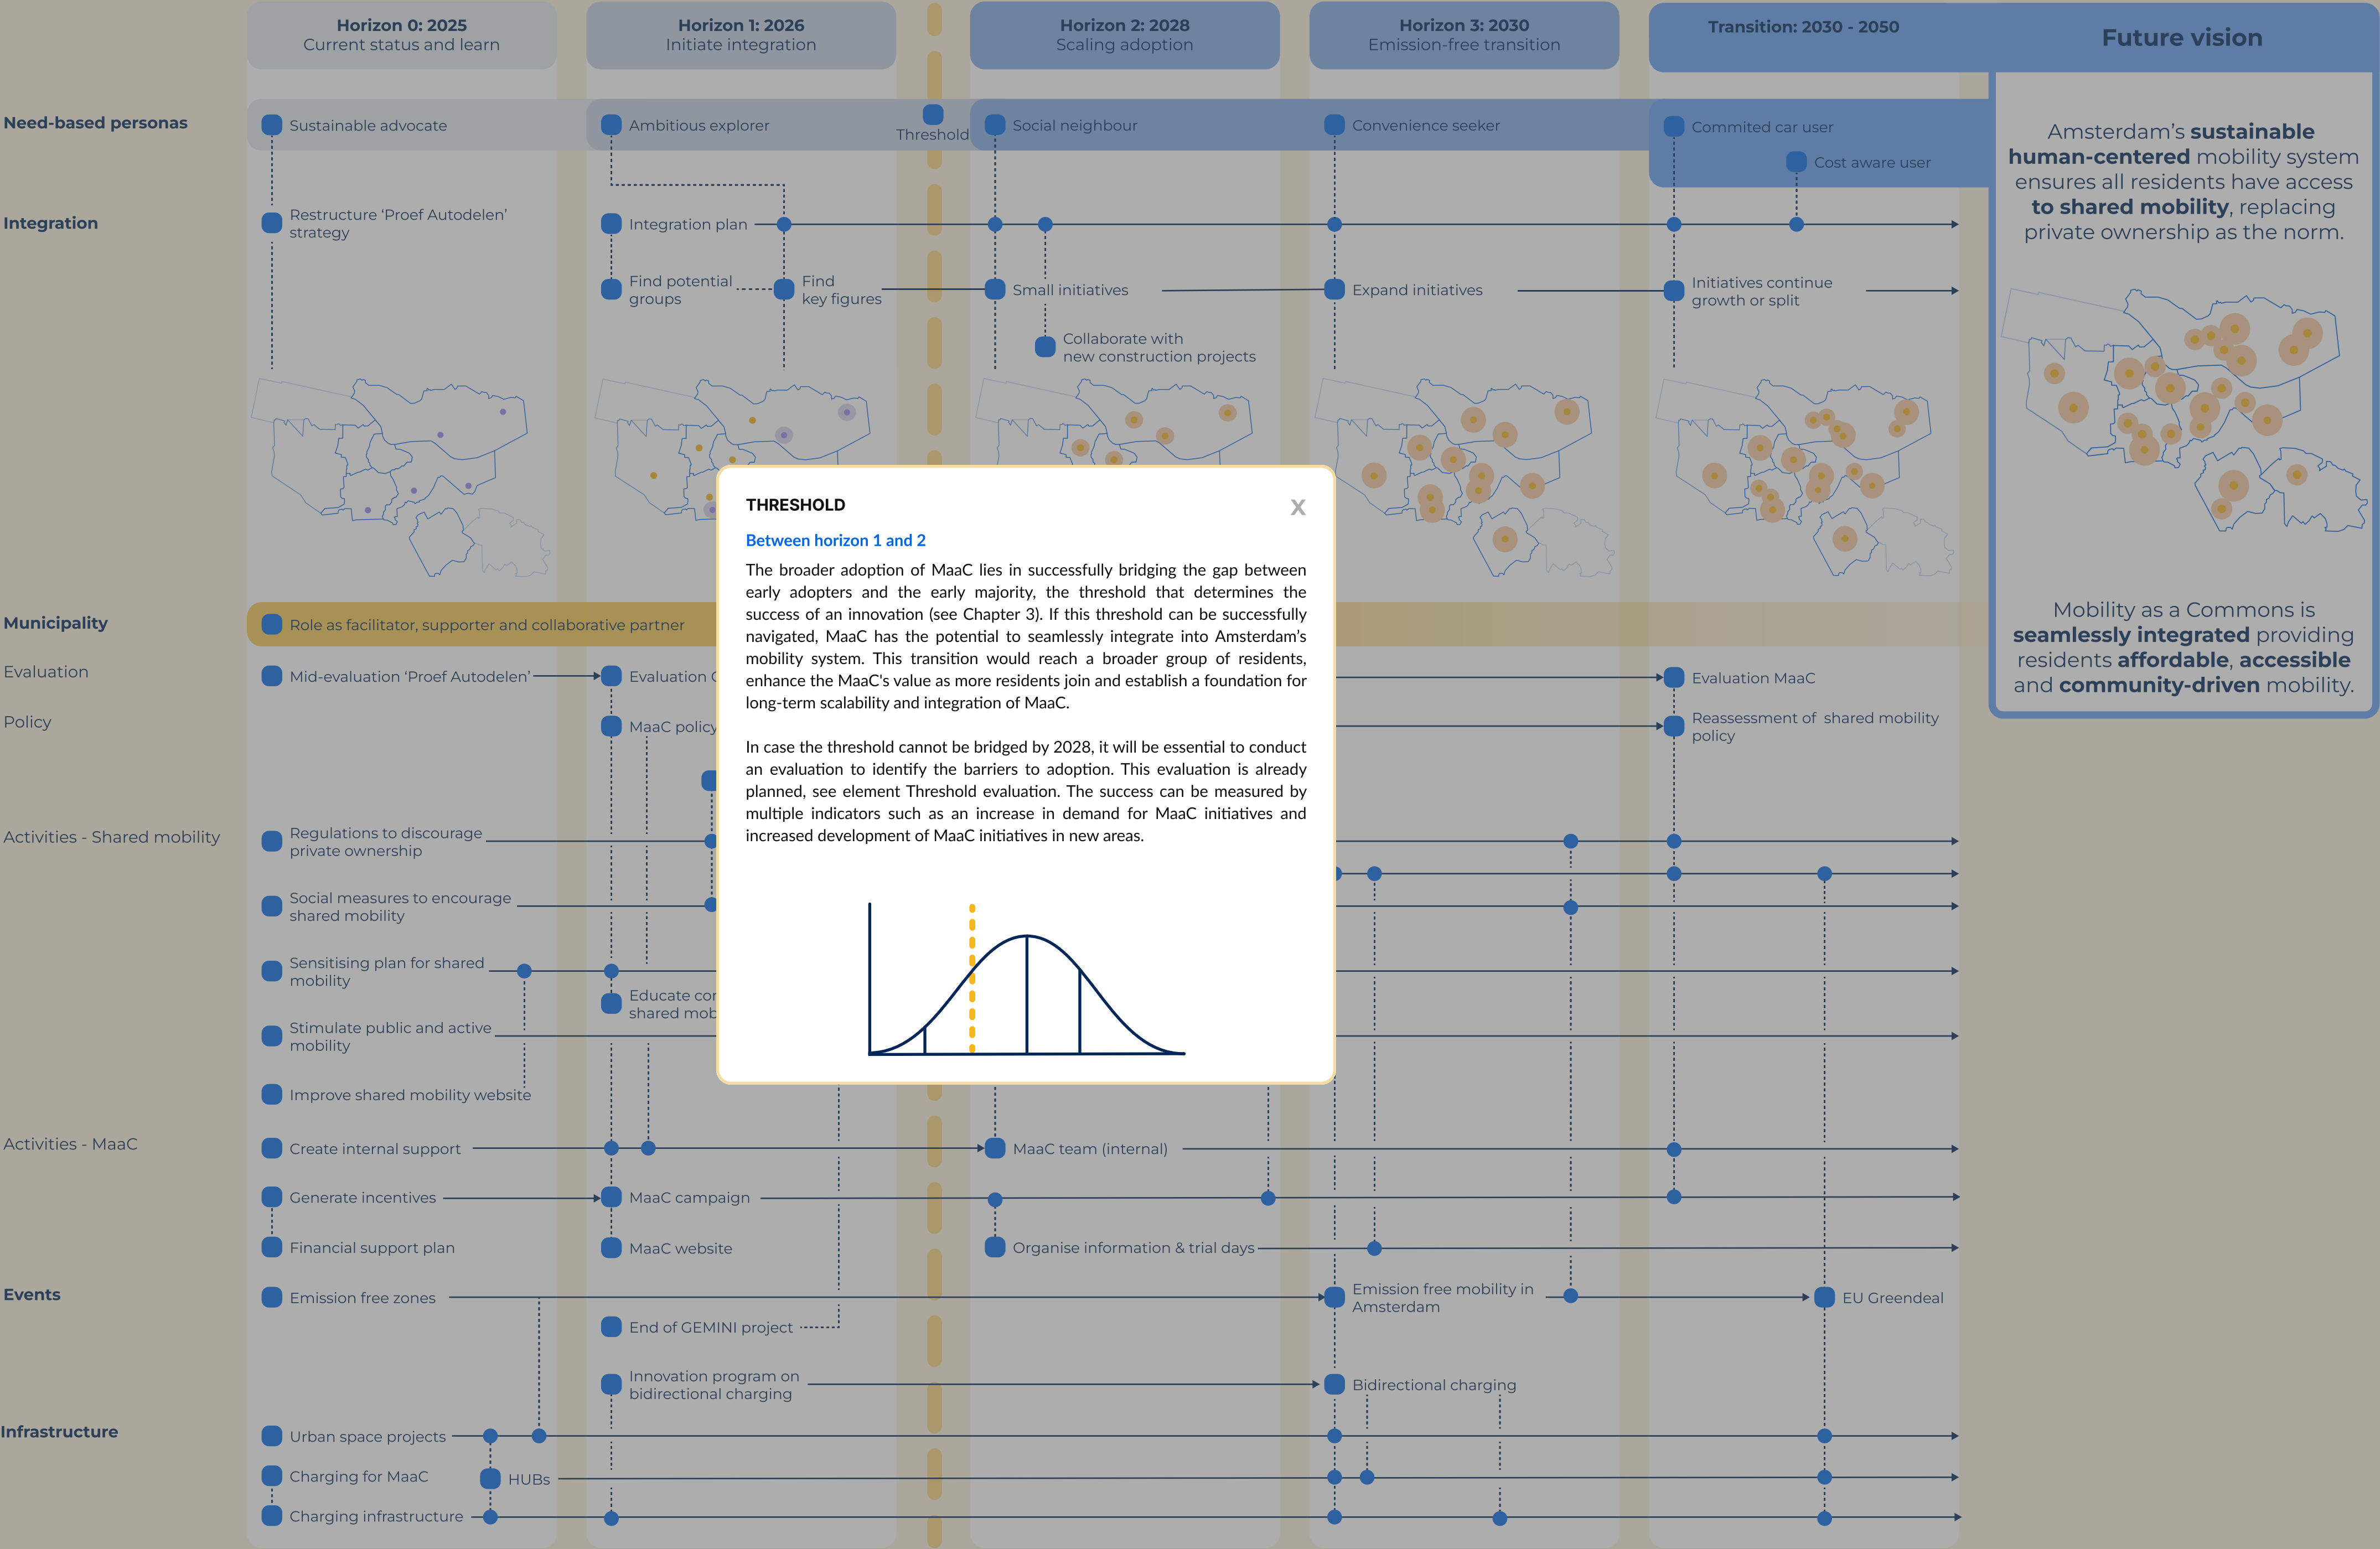 Horizon 0: 2025
Current status and learn
Horizon 1: 2026
Initiate integration
Horizon 2: 2028
Scaling adoption
Horizon 3: 2030
Emission-free transition
Transition: 2030 - 2050
Future vision
Need-based personas
Sustainable advocate
Ambitious explorer
Threshold
Social neighbour
Convenience seeker
Commited car user
Cost aware user
Amsterdam's sustainable
human-centered mobility system
ensures all residents have access
to shared mobility, replacing
private ownership as the norm.
Integration
Restructure 'Proef Autodelen'
strategy
Integration plan
Find potential
groups
Find
key figures
Small initiatives
Expand initiatives
Initiatives continue
growth or split
Collaborate with
new construction projects
THRESHOLD
X
Between horizon 1 and 2
The broader adoption of MaaC lies in successfully bridging the gap between
early adopters and the early majority, the threshold that determines the
success of an innovation (see Chapter 3). If this threshold can be successfully
navigated, MaaC has the potential to seamlessly integrate into Amsterdam's
mobility system. This transition would reach a broader group of residents,
enhance the MaaC's value as more residents join and establish a foundation for
long-term scalability and integration of MaaC.
In case the threshold cannot be bridged by 2028, it will be essential to conduct
an evaluation to identify the barriers to adoption. This evaluation is already
planned, see element Threshold evaluation. The success can be measured by
multiple indicators such as an increase in demand for MaaC initiatives and
increased development of MaaC initiatives in new areas.
Mobility as a Commons is
seamlessly integrated providing
residents affordable, accessible
and community-driven mobility.
Municipality
Role as facilitator, supporter and collaborative partner
Evaluation
Mid-evaluation 'Proef Autodelen'
Evaluation
Evaluation MaaC
Policy
MaaC policy
Reassessment of shared mobility
policy
Activities - Shared mobility
Regulations to discourage
private ownership
Social measures to encourage
shared mobility
Sensitising plan for shared
mobility
Educate
shared
Stimulate public and active
mobility
Improve shared mobility website
Activities - MaaC
Create internal support
MaaC team (internal)
Generate incentives
MaaC campaign
Financial support plan
MaaC website
Organise information & trial days
Events
Emission free zones
Emission free mobility in
Amsterdam
EU Greendeal
End of GEMINI project
Innovation program on
bidirectional charging
Bidirectional charging
Infrastructure
Urban space projects
Charging for MaaC
HUBs
Charging infrastructure